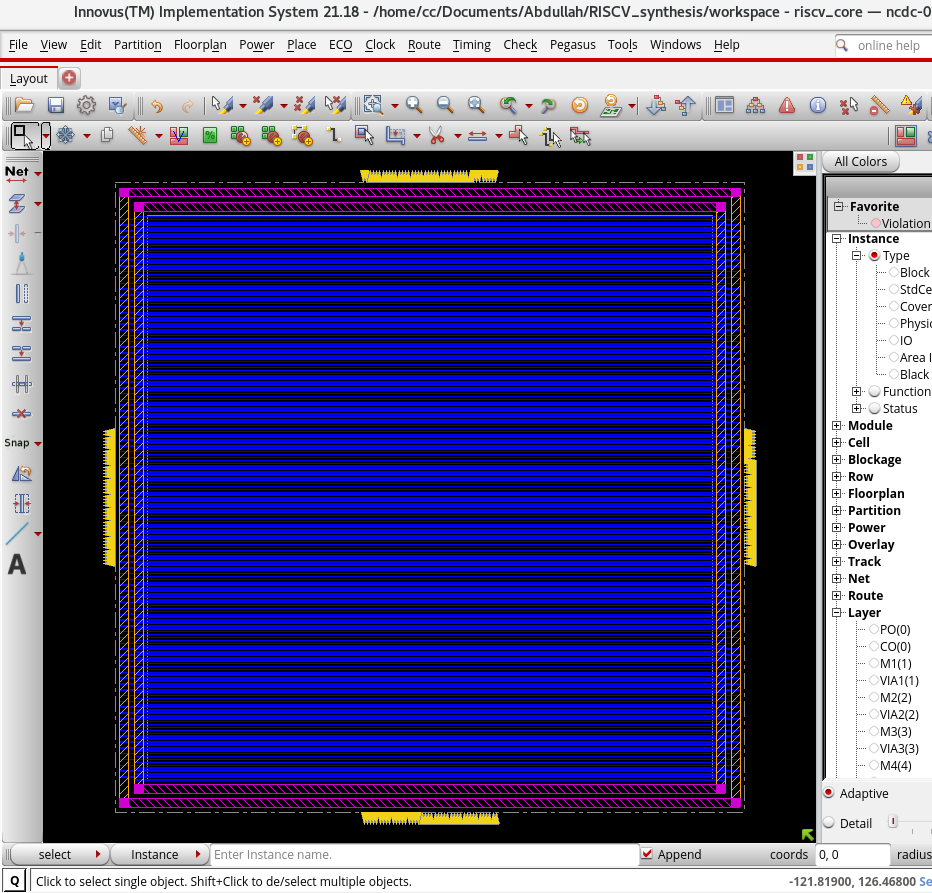 Innovus(TM) Implementation System 21.18 - /home/cc/Documents/Abdullah/RISCV_synthesis/workspace - riscv_core — ncdc-0
File View Edit Partition Floorplan Power Place ECO Clock Route Timing Check Pegasus Tools Windows Help online help
Layout
Net
Snap
A
All Colors
Favorite
Violation
Instance
Type
Block
StdCe
Cover
Physic
IO
Area I
Black
Function
Status
Module
Cell
Blockage
Row
Floorplan
Partition
Power
Overlay
Track
Net
Route
Layer
PO(0)
CO(0)
M1(1)
VIA1(1)
M2(2)
VIA2(2)
M3(3)
VIA3(3)
M4(4)
Adaptive
Detail
select Instance Enter Instance name. Append coords 0, 0 radius
Q Click to select single object. Shift+Click to de/select multiple objects. -121.81900, 126.46800 Se